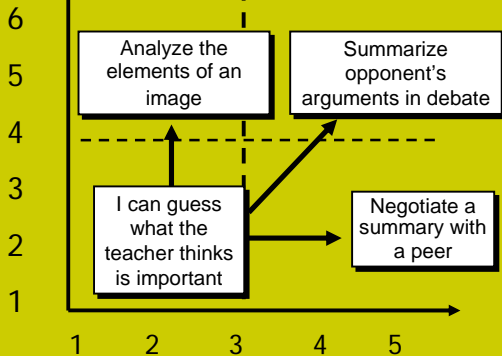 6
5
4
3
2
1
Analyze the
elements of an
image
Summarize
opponent's
arguments in debate
I can guess
what the
teacher thinks
is important
Negotiate a
summary with
a peer
1 2 3 4 5